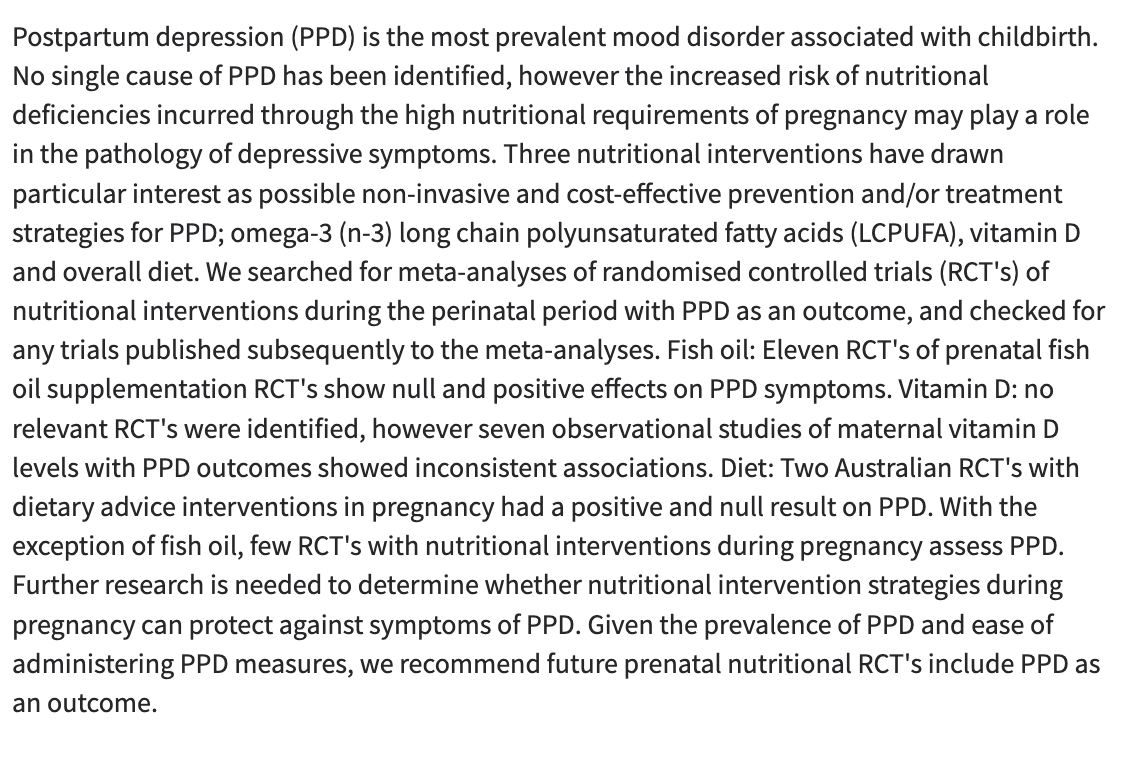 Postpartum depression (PPD) is the most prevalent mood disorder associated with childbirth.
No single cause of PPD has been identified, however the increased risk of nutritional
deficiencies incurred through the high nutritional requirements of pregnancy may play a role
in the pathology of depressive symptoms. Three nutritional interventions have drawn
particular interest as possible non-invasive and cost-effective prevention and/or treatment
strategies for PPD; omega-3 (n-3) long chain polyunsaturated fatty acids (LCPUFA), vitamin D
and overall diet. We searched for meta-analyses of randomised controlled trials (RCT's) of
nutritional interventions during the perinatal period with PPD as an outcome, and checked for
any trials published subsequently to the meta-analyses. Fish oil: Eleven RCT's of prenatal fish
oil supplementation RCT's show null and positive effects on PPD symptoms. Vitamin D: no
relevant RCT's were identified, however seven observational studies of maternal vitamin D
levels with PPD outcomes showed inconsistent associations. Diet: Two Australian RCT's with
dietary advice interventions in pregnancy had a positive and null result on PPD. With the
exception of fish oil, few RCT's with nutritional interventions during pregnancy assess PPD.
Further research is needed to determine whether nutritional intervention strategies during
pregnancy can protect against symptoms of PPD. Given the prevalence of PPD and ease of
administering PPD measures, we recommend future prenatal nutritional RCT's include PPD as
an outcome.